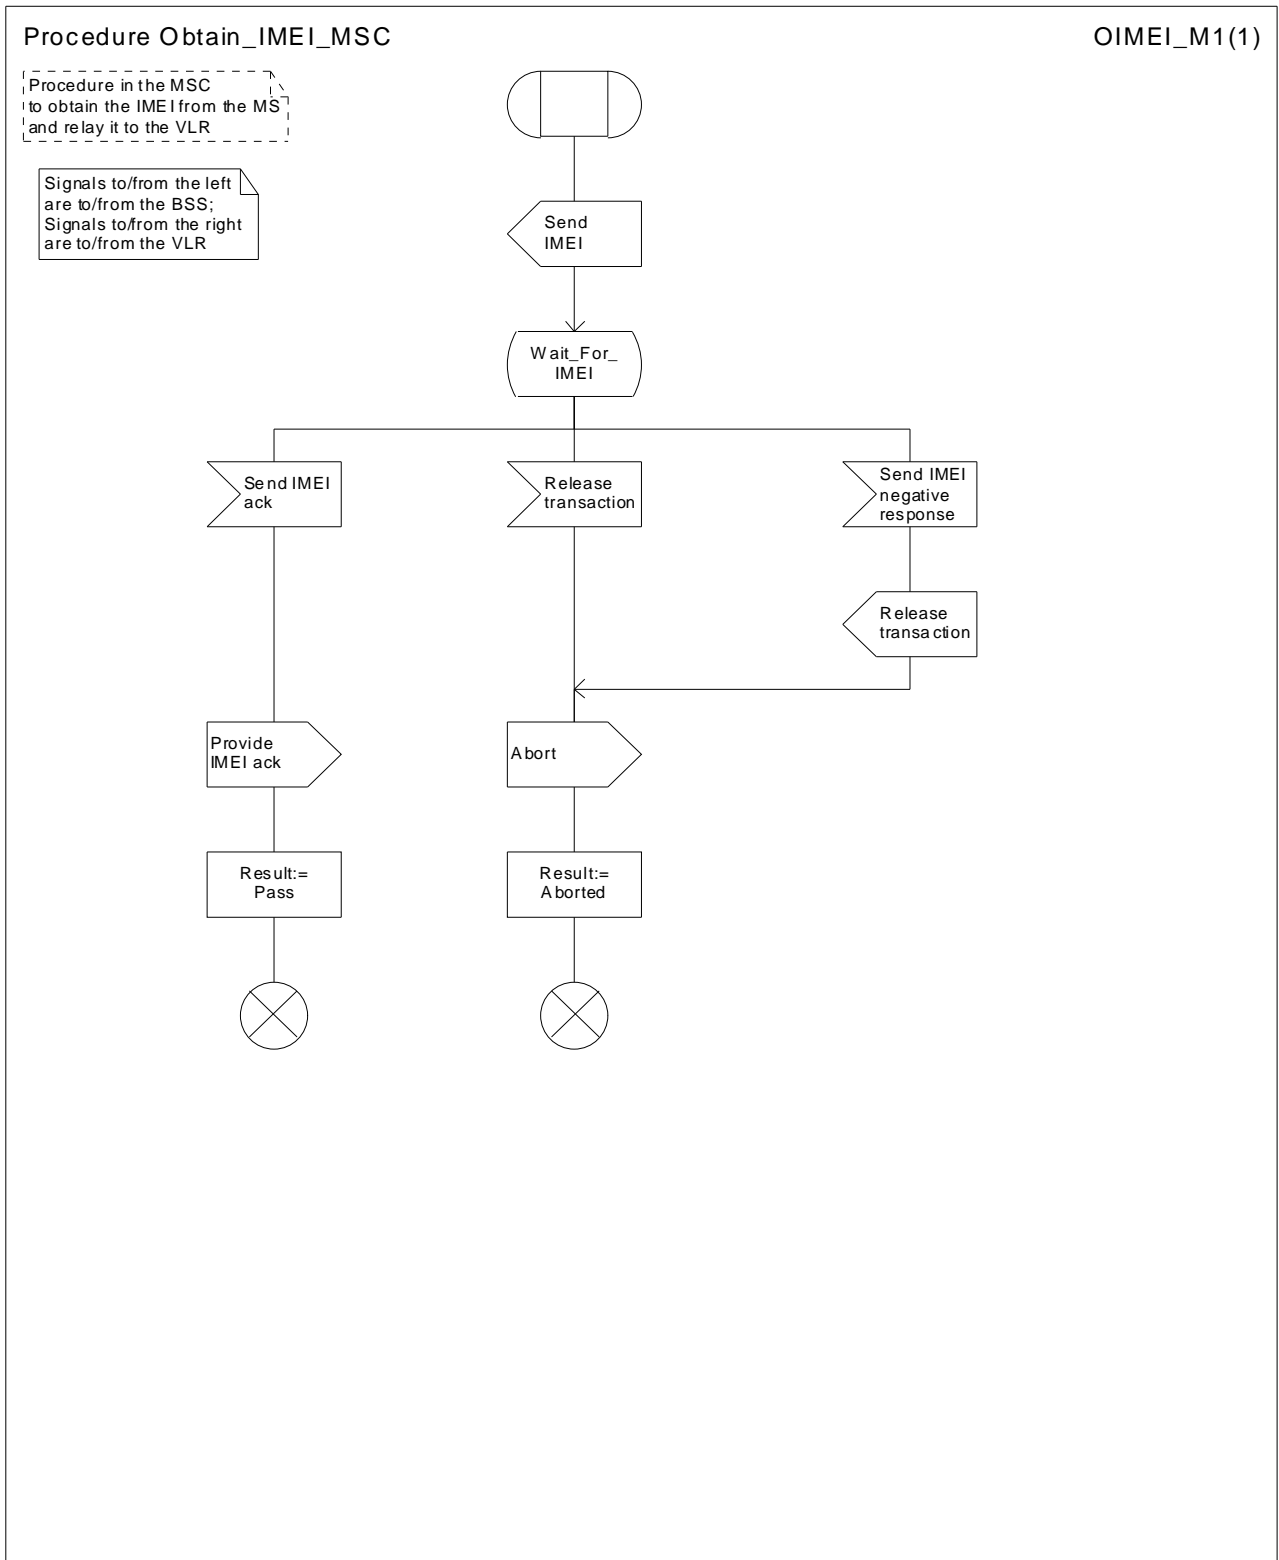 Procedure Obtain_IMEI_MSC
OIMEI_M1(1)
Procedure in the MSC
to obtain the IMEI from the MS
and relay it to the VLR
Signals to/from the left
are to/from the BSS;
Signals to/from the right
are to/from the VLR
Send
IMEI
Wait_For_
IMEI
Send IMEI
ack
Release
transaction
Send IMEI
negative
response
Release
transaction
Provide
IMEI ack
Abort
Result:=
Pass
Result:=
Aborted